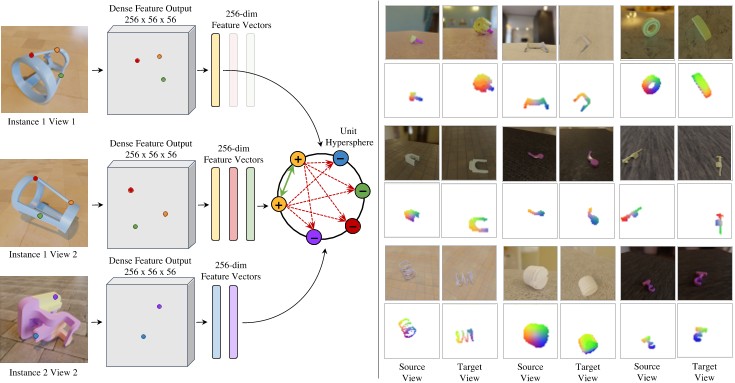 Dense Feature Output
256 x 56 x 56
256-dim
Feature Vectors
Instance 1 View 1
Unit
Hypersphere
Dense Feature Output
256 x 56 x 56
256-dim
Feature Vectors
+
−
+
−
−
−
Instance 1 View 2
Dense Feature Output
256 x 56 x 56
256-dim
Feature Vectors
Instance 2 View 2
Source
View
Target
View
Source
View
Target
View
Source
View
Target
View